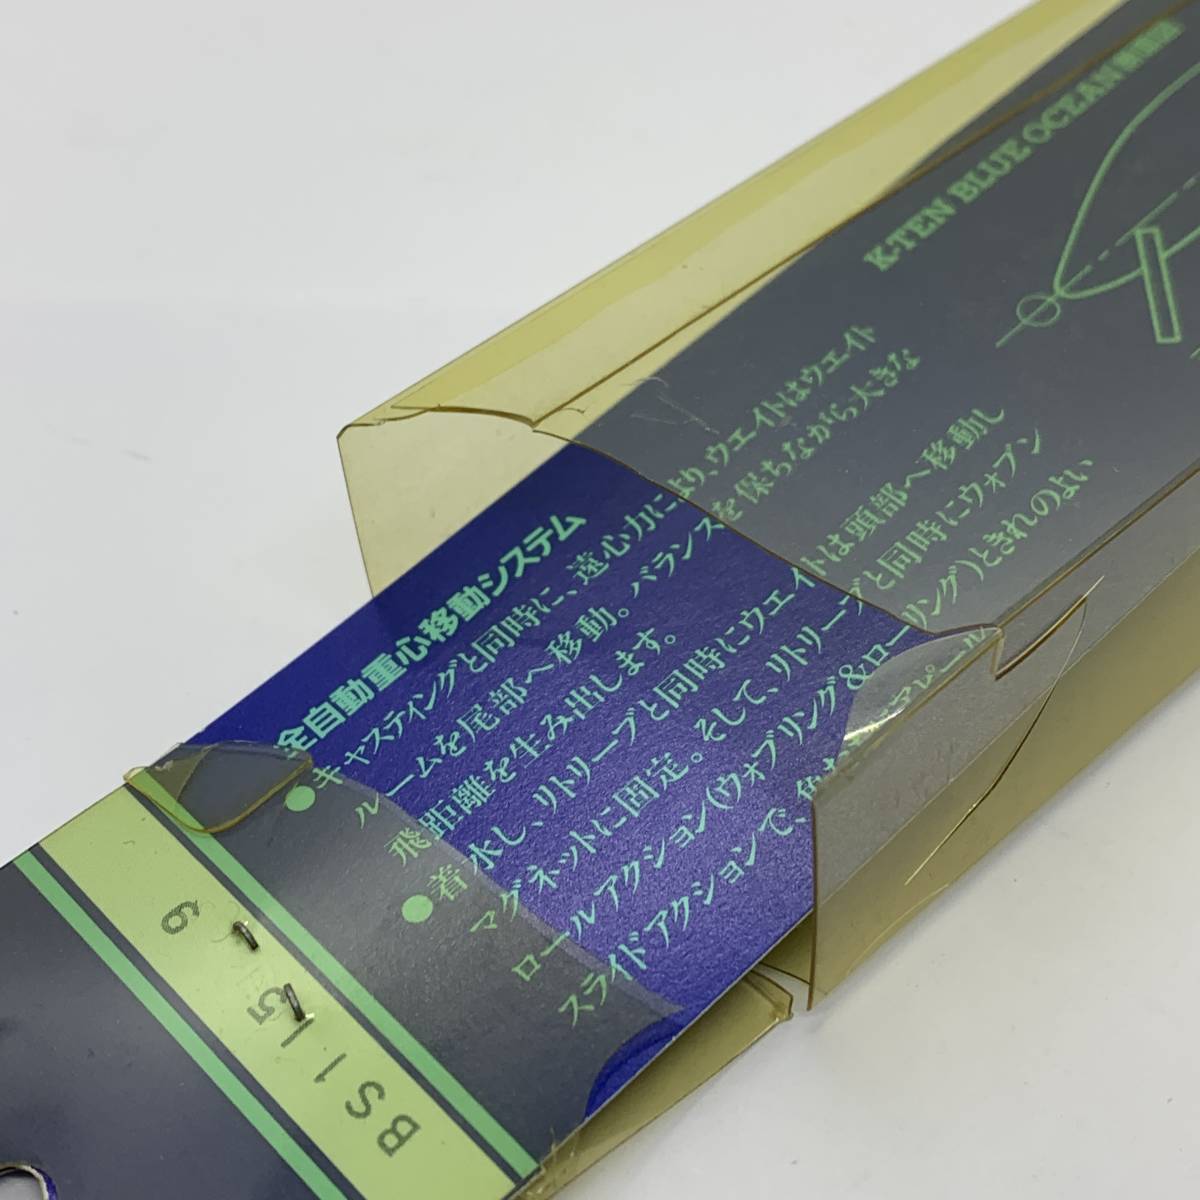 K-TEN BLUE OCEAN
全自動重心移動システム
●キャスティングと同時に、遠心力により、ウエイトはウエイト
ルームを尾部へ移動。バランスを保ちながら大きな
飛距離を生み出します。
●着水し、リトリーブと同時にウエイトは頭部へ移動し
マグネットに固定。そして、リトリーブと同時にウォブン
ロールアクション(ウォブリング&ローリング)ときれのよい
スライドアクションで、
BS115 9